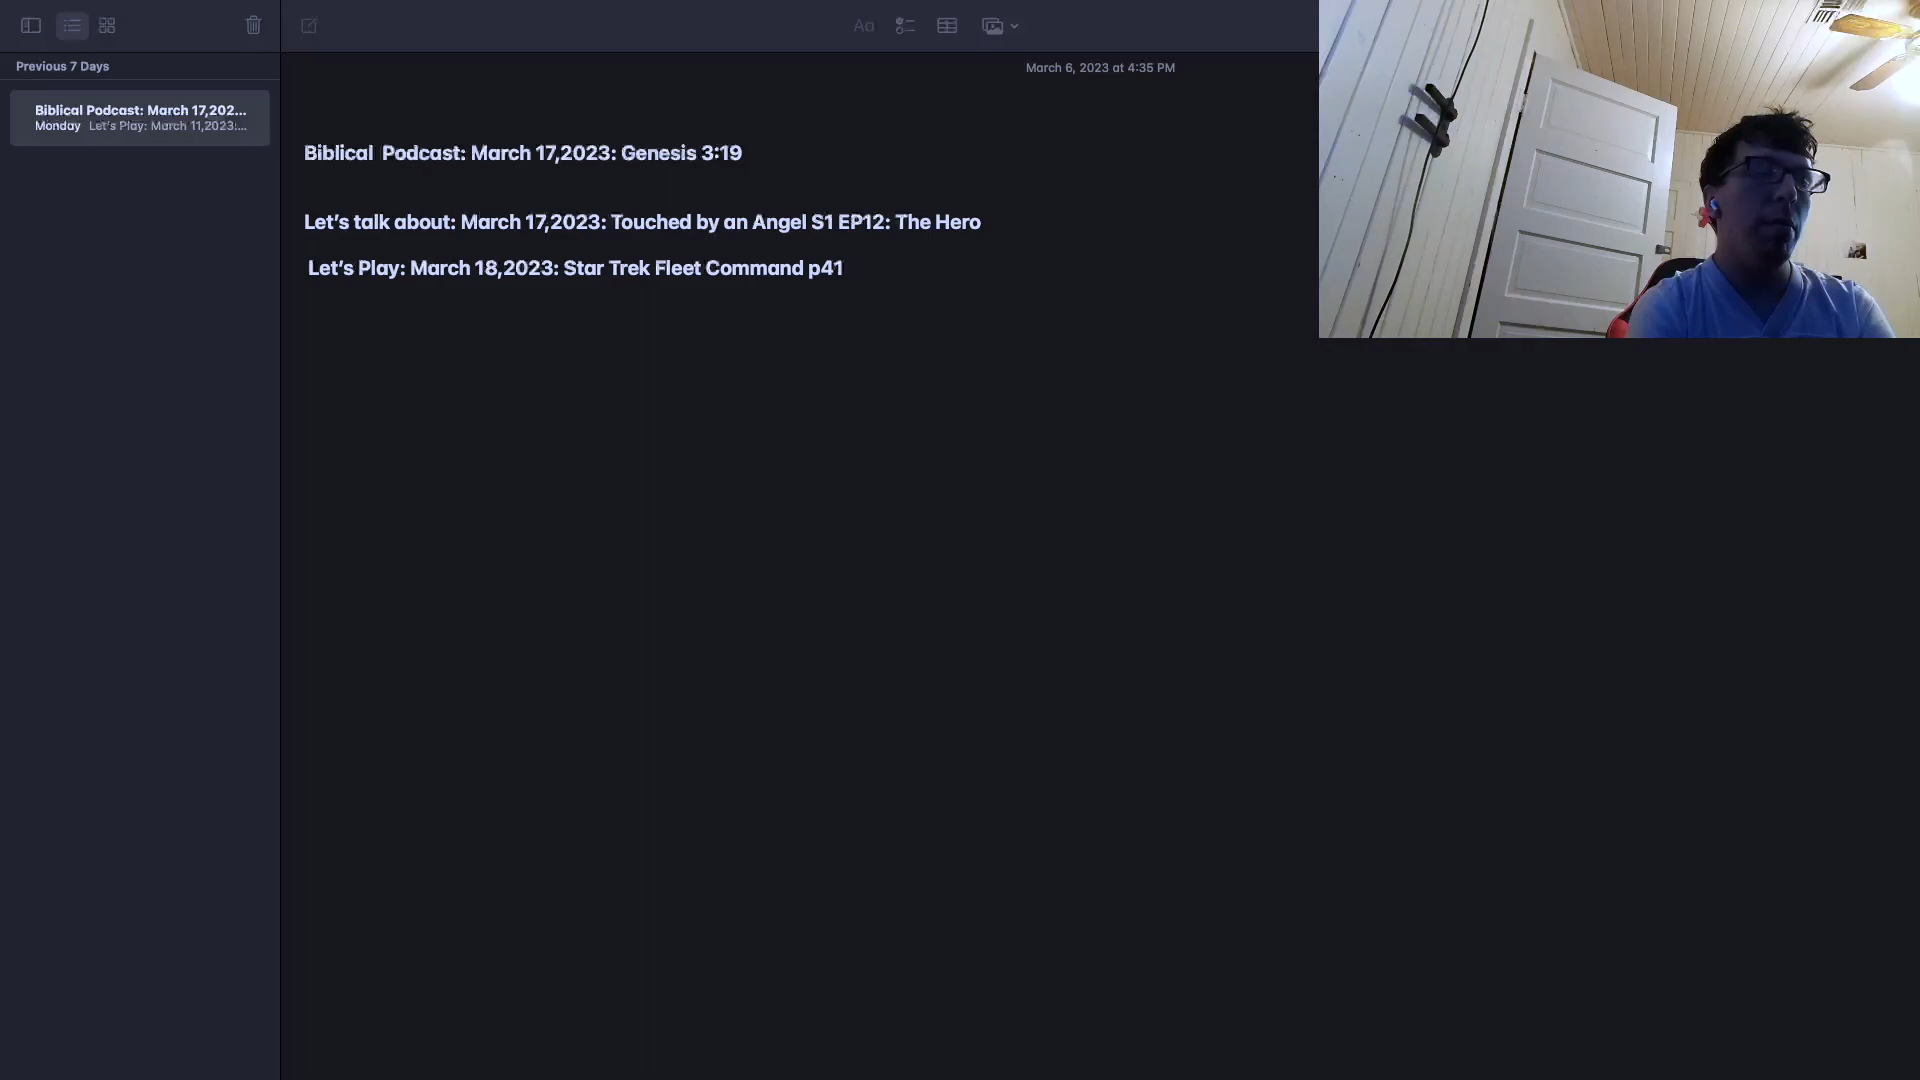 Previous 7 Days
Biblical Podcast: March 17,202...
Monday Let's Play: March 11,2023:...
Aa
March 6, 2023 at 4:35 PM
Biblical  Podcast: March 17,2023: Genesis 3:19
Let’s talk about: March 17,2023: Touched by an Angel S1 EP12: The Hero
Let’s Play: March 18,2023: Star Trek Fleet Command p41